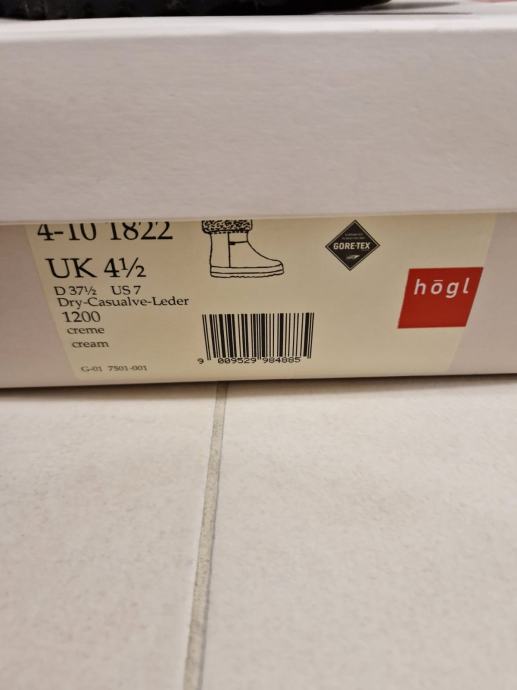 4-10 1822
UK 4½
D 37½ US 7
Dry-Casualve-Leder
1200
creme
cream
G-01 7501-001
GORE-TEX
högl
9 009529 984885